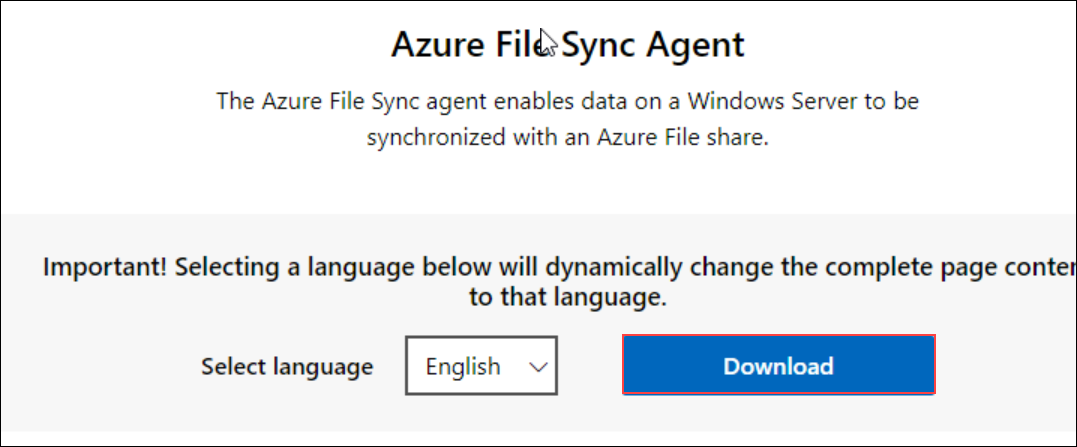 Azure File Sync Agent
The Azure File Sync agent enables data on a Windows Server to be
synchronized with an Azure File share.
Important! Selecting a language below will dynamically change the complete page conten
to that language.
Select language
English
Download